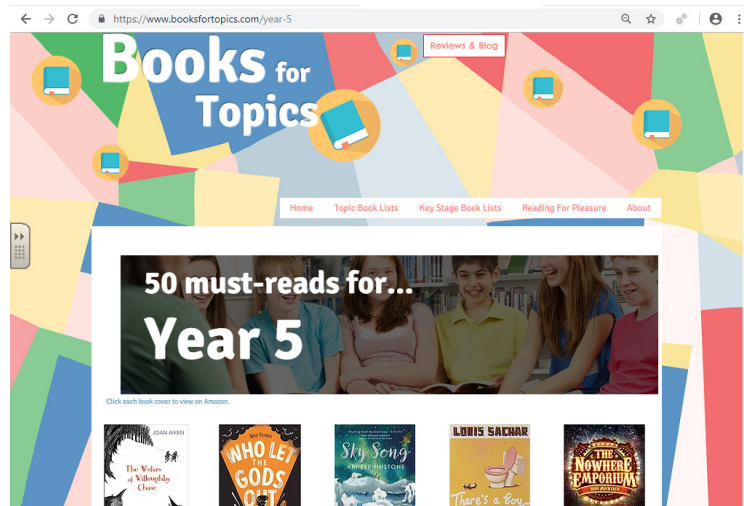 https://www.booksfortopics.com/year-5
Reviews & Blog
Books for
Topics
Home Topic Book Lists Key Stage Book Lists Reading For Pleasure About
50 must-reads for...
Year 5
Click each book cover to view on Amazon.
JOAN AIKEN
The Wolves
of Willoughby
Chase
WHO LET
THE
GODS
OUT
Sky Song
ABI ELPHINSTONE
LOUIS SACHAR
There's a Boy
THE
NOWHERE
EMPORIUM